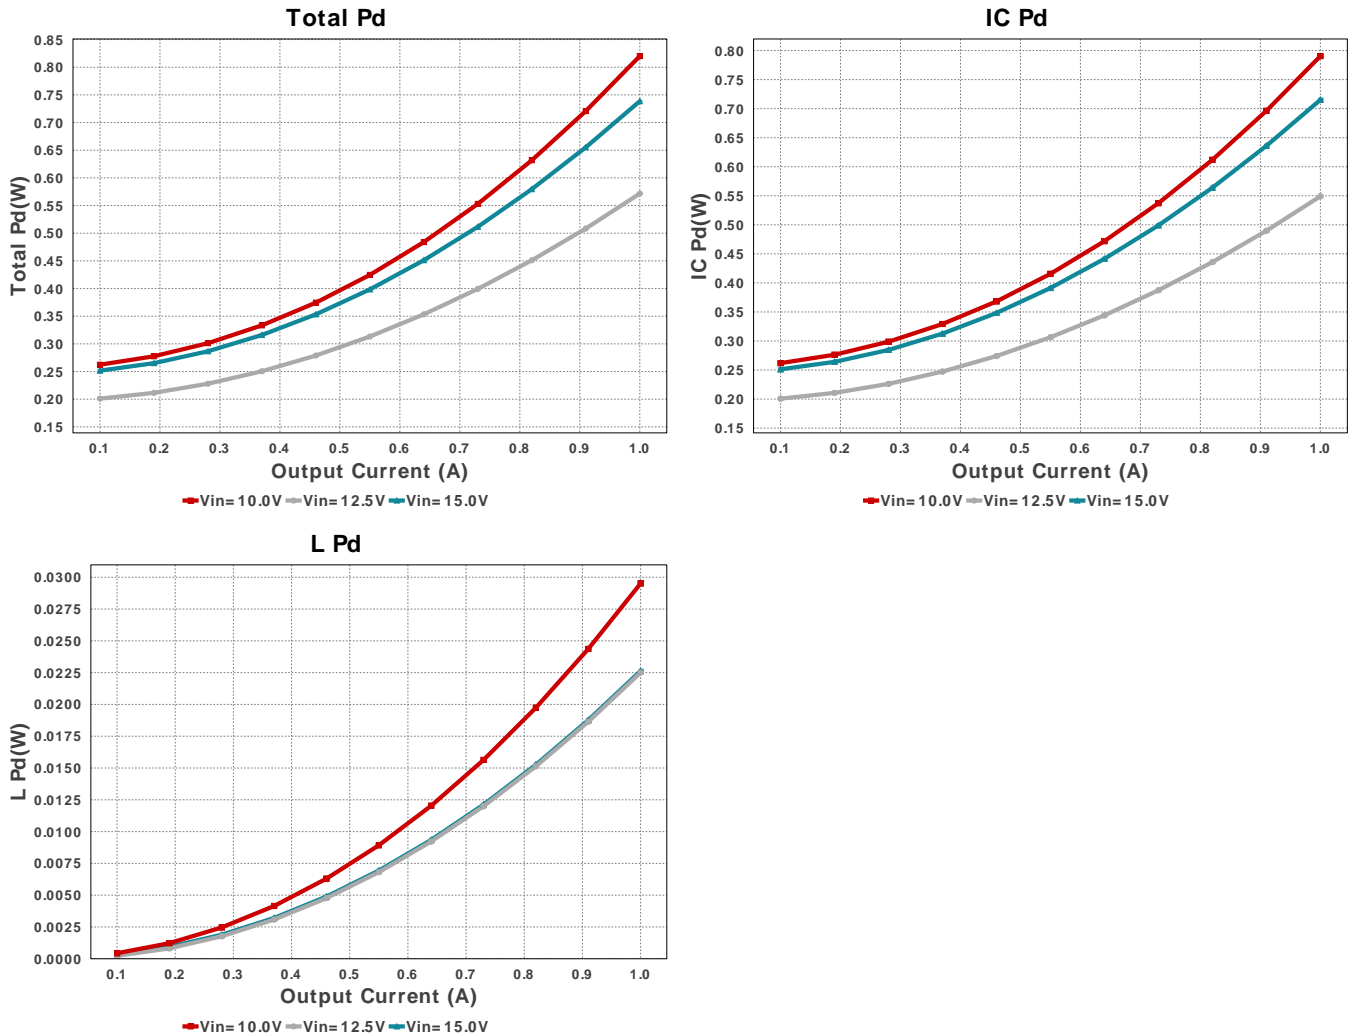 Total Pd
0.85
0.80
0.75
0.70
0.65
0.60
0.55
0.50
0.45
0.40
0.35
0.30
0.25
0.20
0.15
Total Pd(W)
0.1 0.2 0.3 0.4 0.5 0.6 0.7 0.8 0.9 1.0
Output Current (A)
Vin=10.0V Vin=12.5V Vin=15.0V
IC Pd
0.80
0.75
0.70
0.65
0.60
0.55
0.50
0.45
0.40
0.35
0.30
0.25
0.20
0.15
IC Pd(W)
0.1 0.2 0.3 0.4 0.5 0.6 0.7 0.8 0.9 1.0
Output Current (A)
Vin=10.0V Vin=12.5V Vin=15.0V
L Pd
0.0300
0.0275
0.0250
0.0225
0.0200
0.0175
0.0150
0.0125
0.0100
0.0075
0.0050
0.0025
0.0000
L Pd(W)
0.1 0.2 0.3 0.4 0.5 0.6 0.7 0.8 0.9 1.0
Output Current (A)
Vin=10.0V Vin=12.5V Vin=15.0V